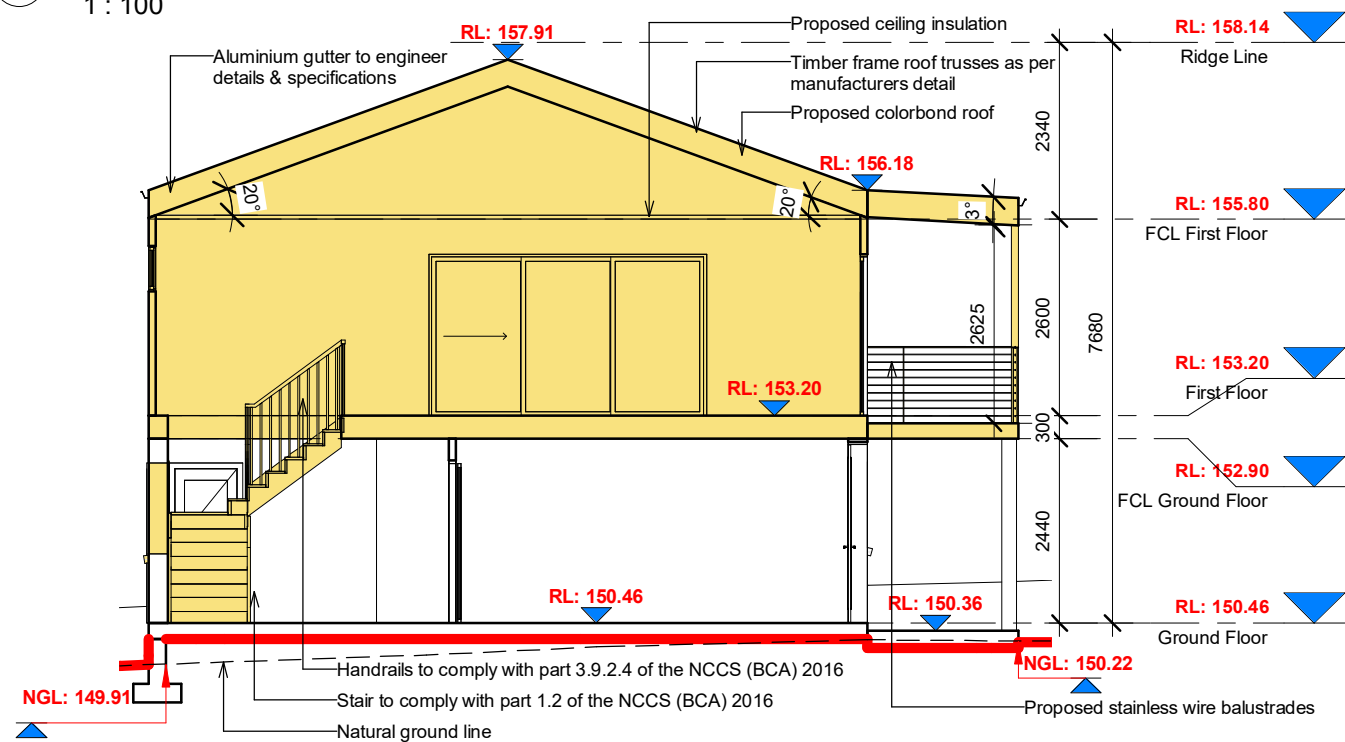 1 : 100
RL: 157.91
Proposed ceiling insulation
RL: 158.14
Ridge Line
Aluminium gutter to engineer
details & specifications
Timber frame roof trusses as per
manufacturers detail
Proposed colorbond roof
2340
RL: 156.18
20°
20°
3°
RL: 155.80
FCL First Floor
2625
2600
7680
RL: 153.20
First Floor
RL: 153.20
300
RL: 152.90
FCL Ground Floor
2440
RL: 150.46
RL: 150.36
RL: 150.46
Ground Floor
Handrails to comply with part 3.9.2.4 of the NCCS (BCA) 2016
NGL: 150.22
NGL: 149.91
Stair to comply with part 1.2 of the NCCS (BCA) 2016
Proposed stainless wire balustrades
Natural ground line